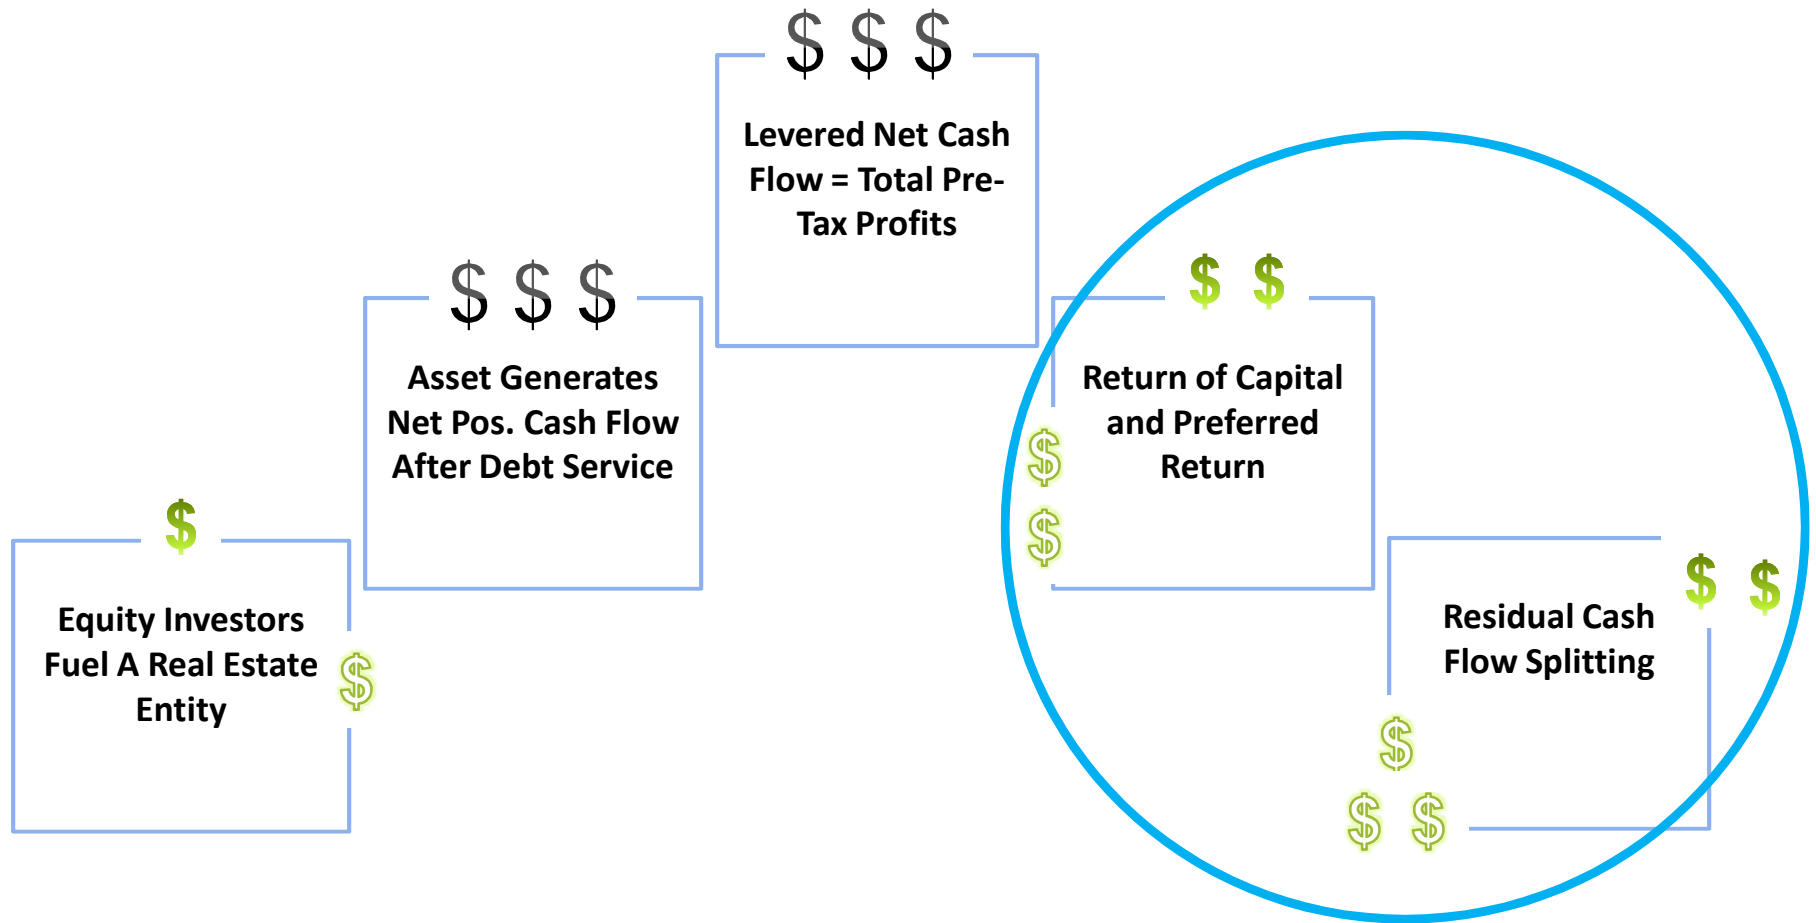 $ $ $
Levered Net Cash
Flow = Total Pre-
Tax Profits
$ $ $
Asset Generates
Net Pos. Cash Flow
After Debt Service
$
Equity Investors
Fuel A Real Estate
Entity
$
$ $
Return of Capital
and Preferred
Return
$
$
$ $
Residual Cash
Flow Splitting
$
$ $